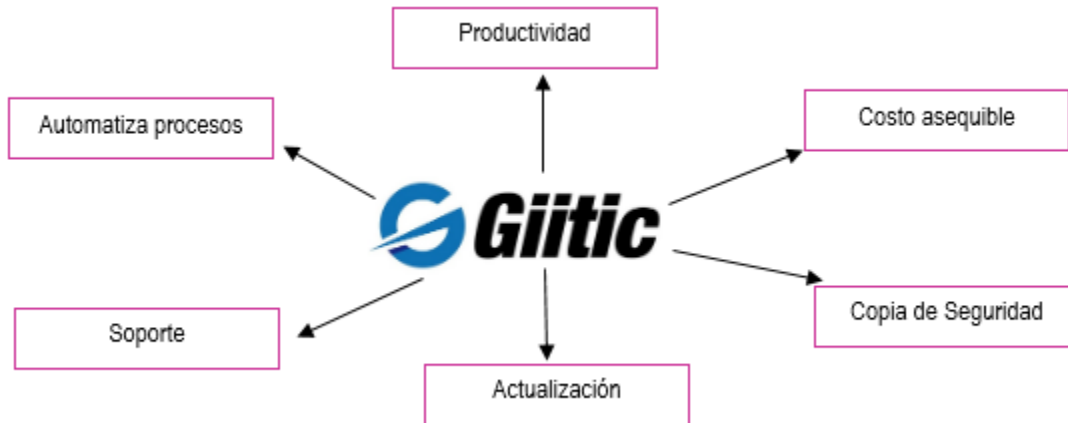 Productividad
Automatiza procesos
Costo asequible
Giitic
Soporte
Copia de Seguridad
Actualización